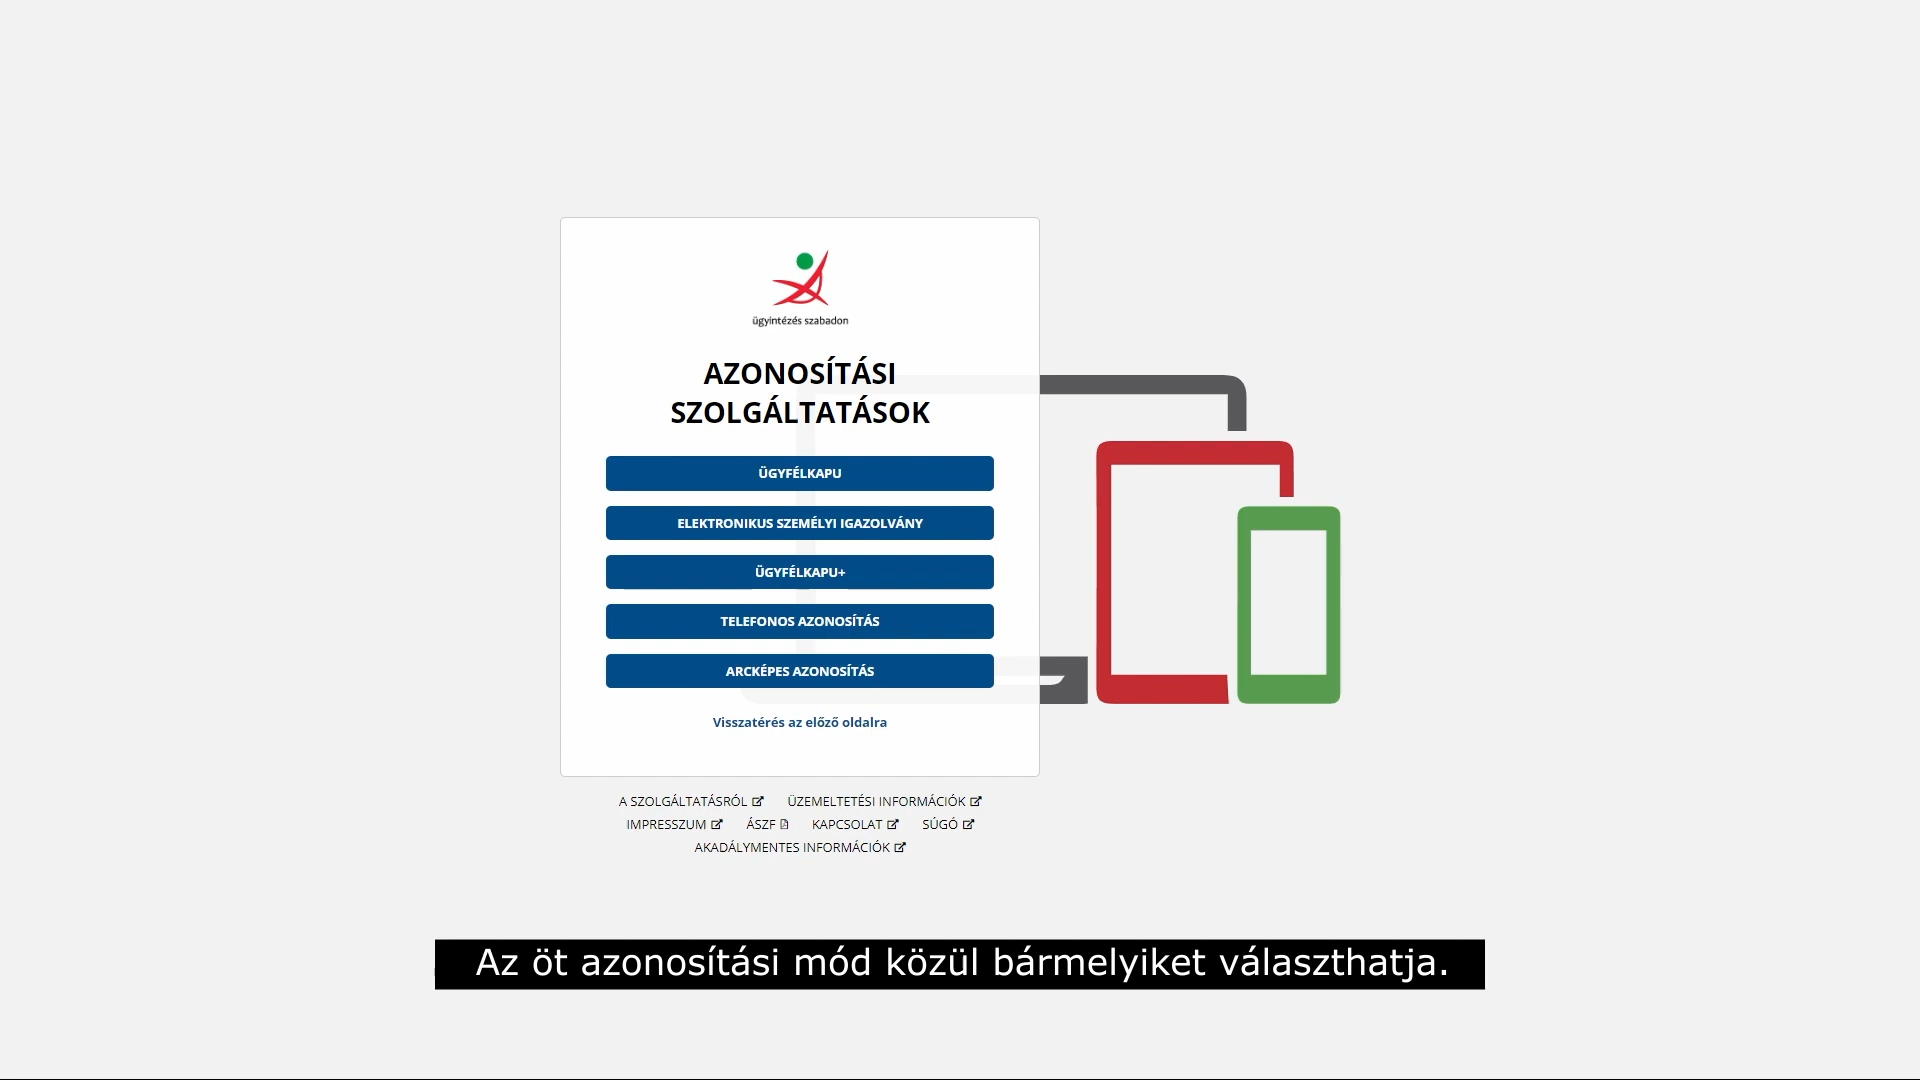 ügyintézés szabadon
AZONOSÍTÁSI
SZOLGÁLTATÁSOK
ÜGYFÉLKAPU
ELEKTRONIKUS SZEMÉLYI IGAZOLVÁNY
ÜGYFÉLKAPU+
TELEFONOS AZONOSÍTÁS
ARCKÉPES AZONOSÍTÁS
Visszatérés az előző oldalra
A SZOLGÁLTATÁSRÓL ÜZEMELTETÉSI INFORMÁCIÓK
IMPRESSZUM ÁSZF KAPCSOLAT SÚGÓ
AKADÁLYMENTES INFORMÁCIÓK
Az öt azonosítási mód közül bármelyiket választhatja.